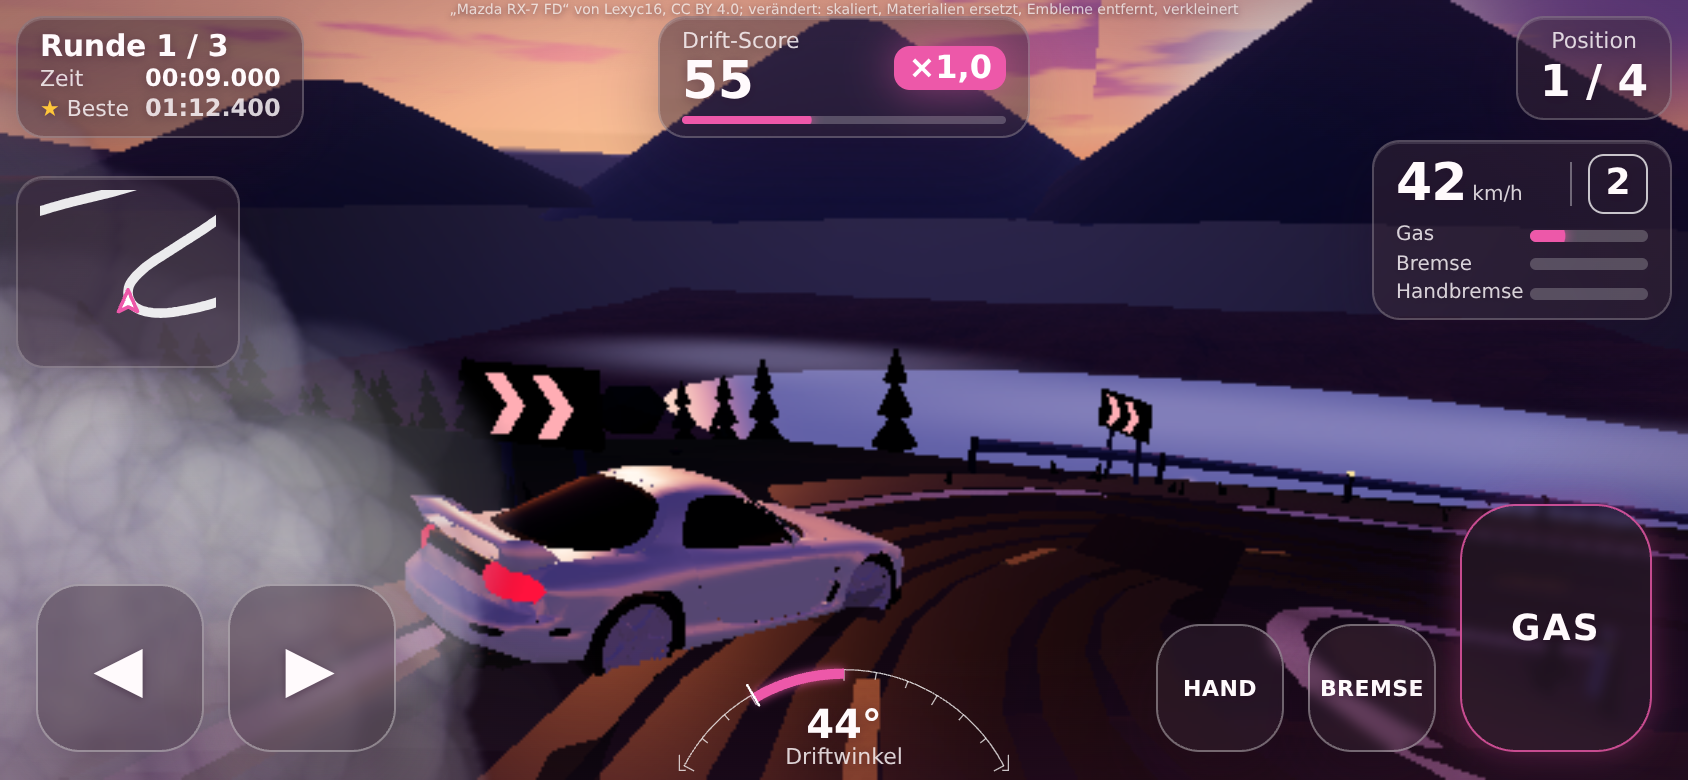 „Mazda RX-7 FD“ von Lexyc16, CC BY 4.0; verändert: skaliert, Materialien ersetzt, Embleme entfernt, verkleinert
Runde 1 / 3
Zeit 00:09.000
★ Beste 01:12.400
Drift-Score
55 ×1,0
Position
1 / 4
42 km/h 2
Gas
Bremse
Handbremse
GAS
HAND
BREMSE
44°
Driftwinkel